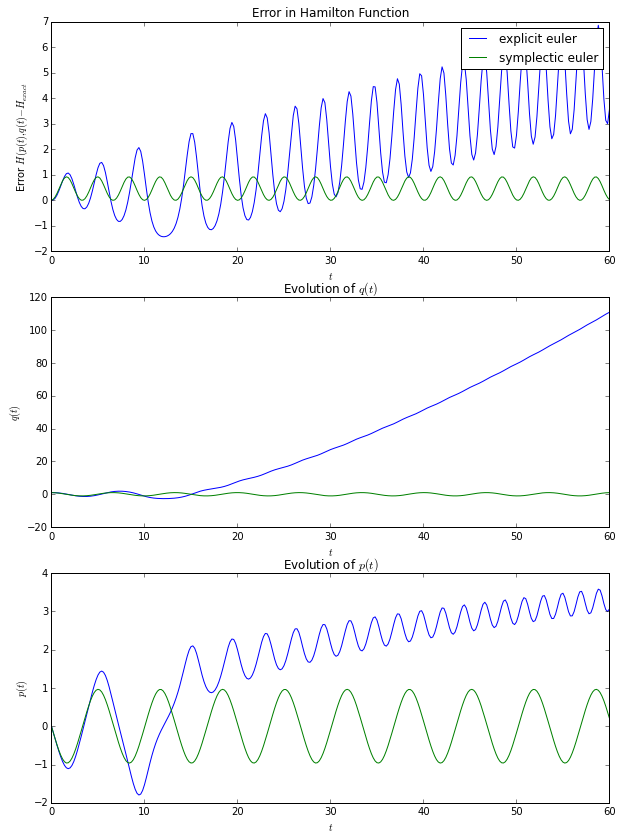 Error in Hamilton Function
7
6
5
4
3
2
1
0
−1
−2
Error H(p(t),q(t))−H_exact
explicit euler
symplectic euler
0 10 20 30 40 50 60
t
Evolution of q(t)
120
100
80
60
40
20
0
−20
q(t)
0 10 20 30 40 50 60
t
Evolution of p(t)
4
3
2
1
0
−1
−2
p(t)
0 10 20 30 40 50 60
t